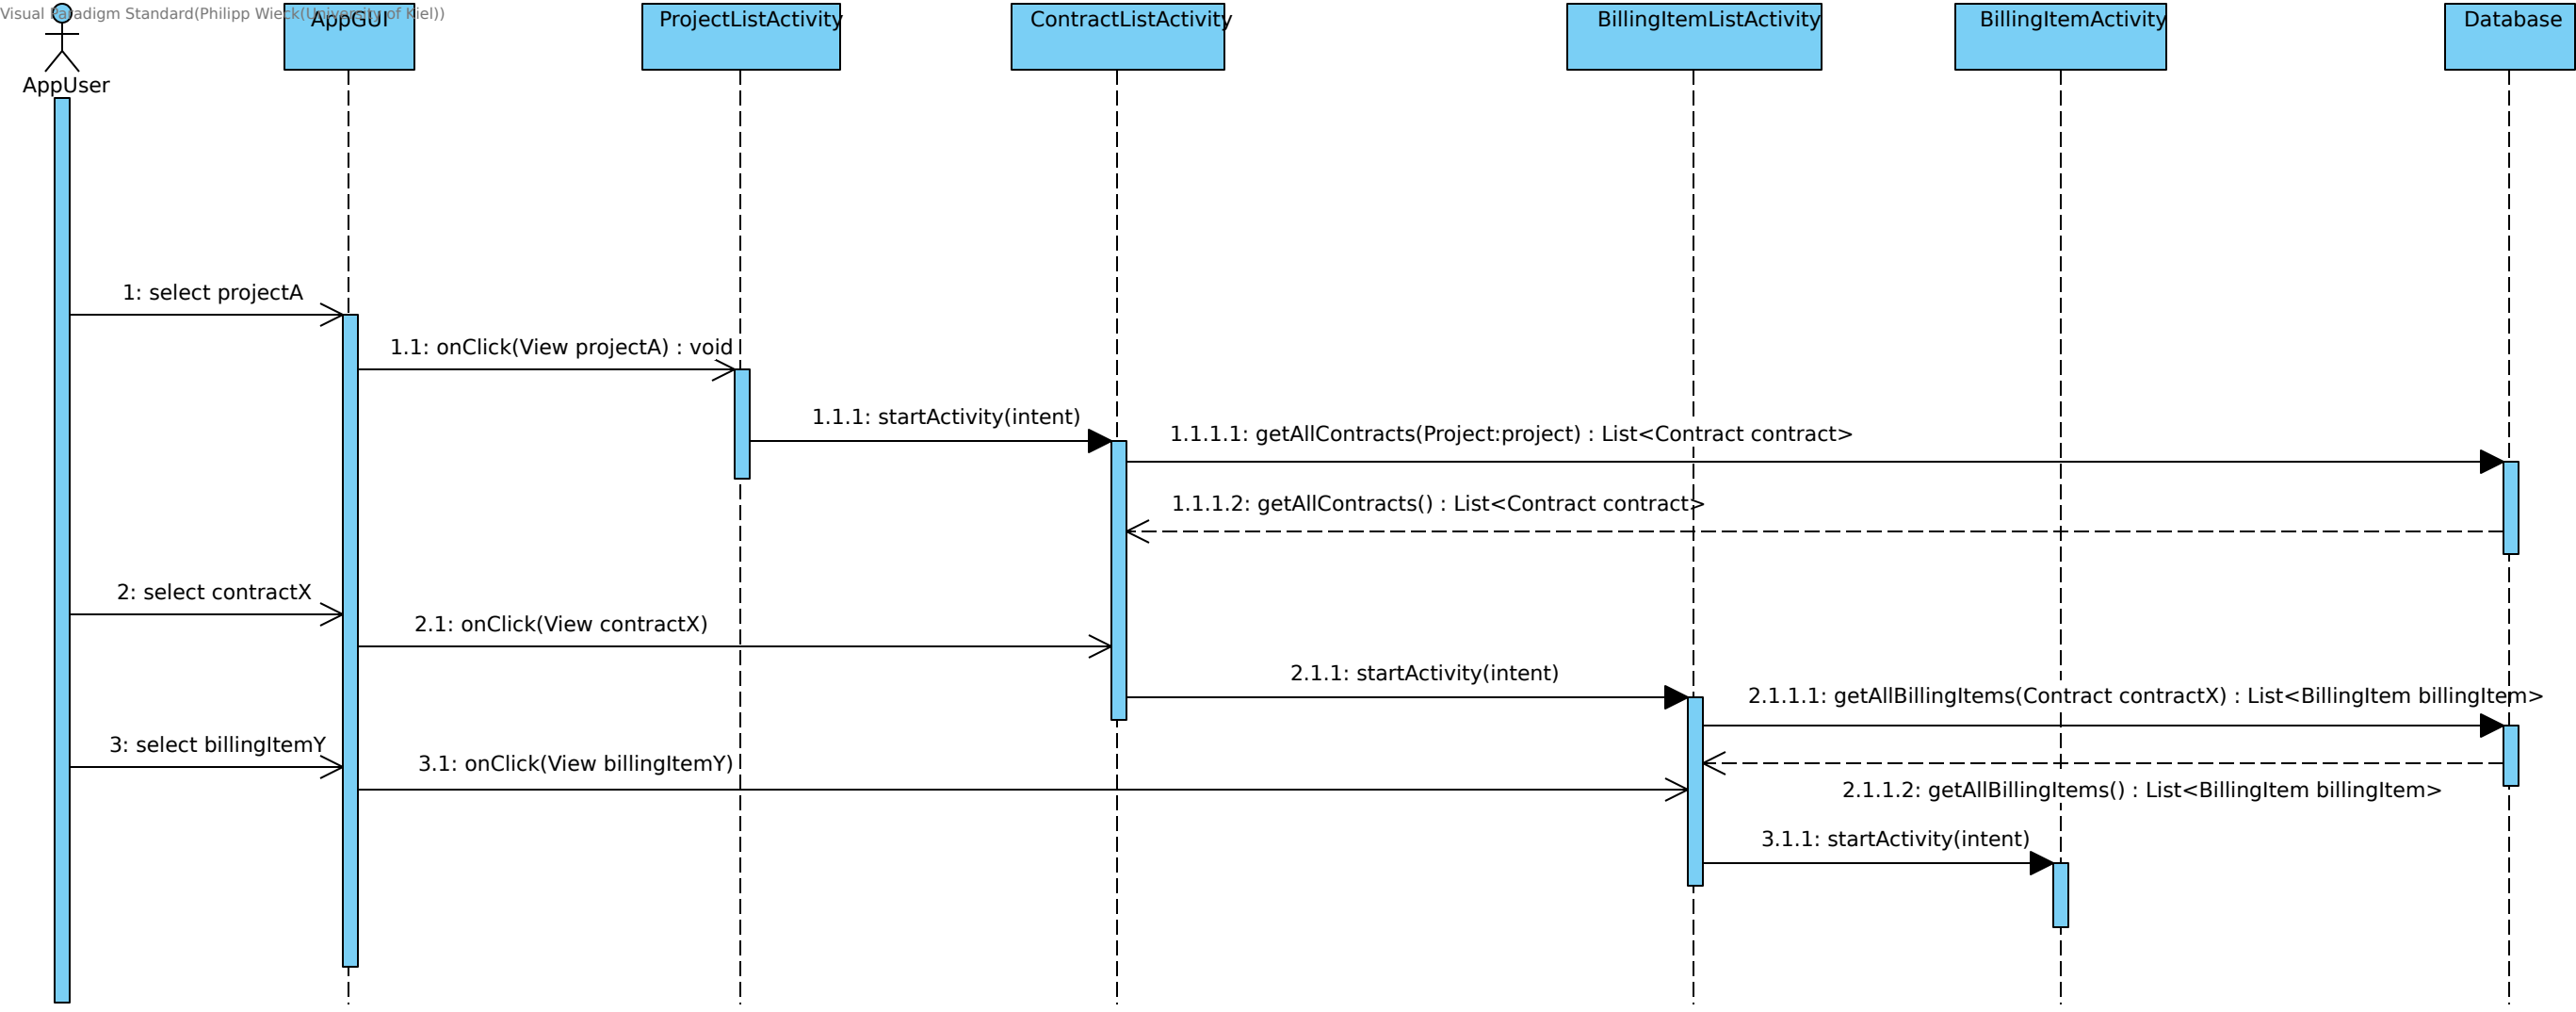 Visual Paradigm Standard(Philipp Wieck(University of Kiel))
AppUser
AppGUI
ProjectListActivity
ContractListActivity
BillingItemListActivity
BillingItemActivity
Database
1: select projectA
1.1: onClick(View projectA) : void
1.1.1: startActivity(intent)
1.1.1.1: getAllContracts(Project:project) : List<Contract contract>
1.1.1.2: getAllContracts() : List<Contract contract>
2: select contractX
2.1: onClick(View contractX)
2.1.1: startActivity(intent)
2.1.1.1: getAllBillingItems(Contract contractX) : List<BillingItem billingItem>
3: select billingItemY
3.1: onClick(View billingItemY)
2.1.1.2: getAllBillingItems() : List<BillingItem billingItem>
3.1.1: startActivity(intent)